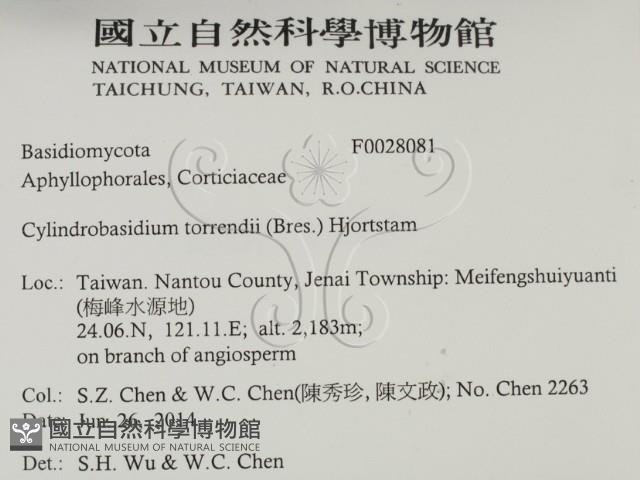 國立自然科學博物館
NATIONAL MUSEUM OF NATURAL SCIENCE
TAICHUNG, TAIWAN, R.O.CHINA
Basidiomycota F0028081
Aphyllophorales, Corticiaceae
Cylindrobasidium torrendii (Bres.) Hjortstam
Loc.: Taiwan. Nantou County, Jenai Township: Meifengshuiyuanti
(梅峰水源地)
24.06.N, 121.11.E; alt. 2,183m;
on branch of angiosperm
Col.: S.Z. Chen & W.C. Chen(陳秀珍, 陳文政); No. Chen 2263
Date: Jun. 26, 2014
國立自然科學博物館
NATIONAL MUSEUM OF NATURAL SCIENCE
Det.: S.H. Wu & W.C. Chen